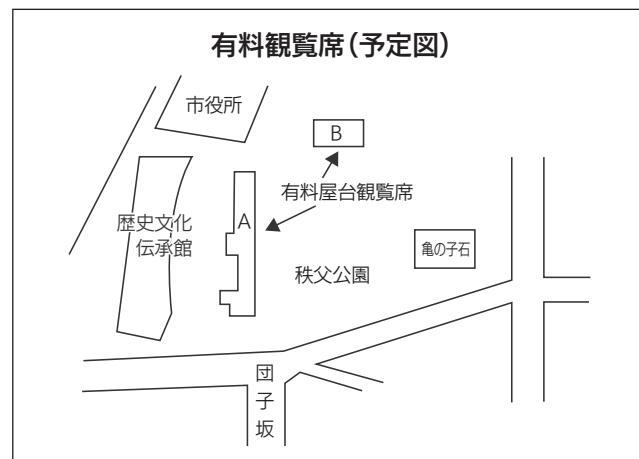 有料観覧席(予定図)
市役所
B
有料屋台観覧席
A
歴史文化
伝承館
亀の子石
秩父公園
団子坂